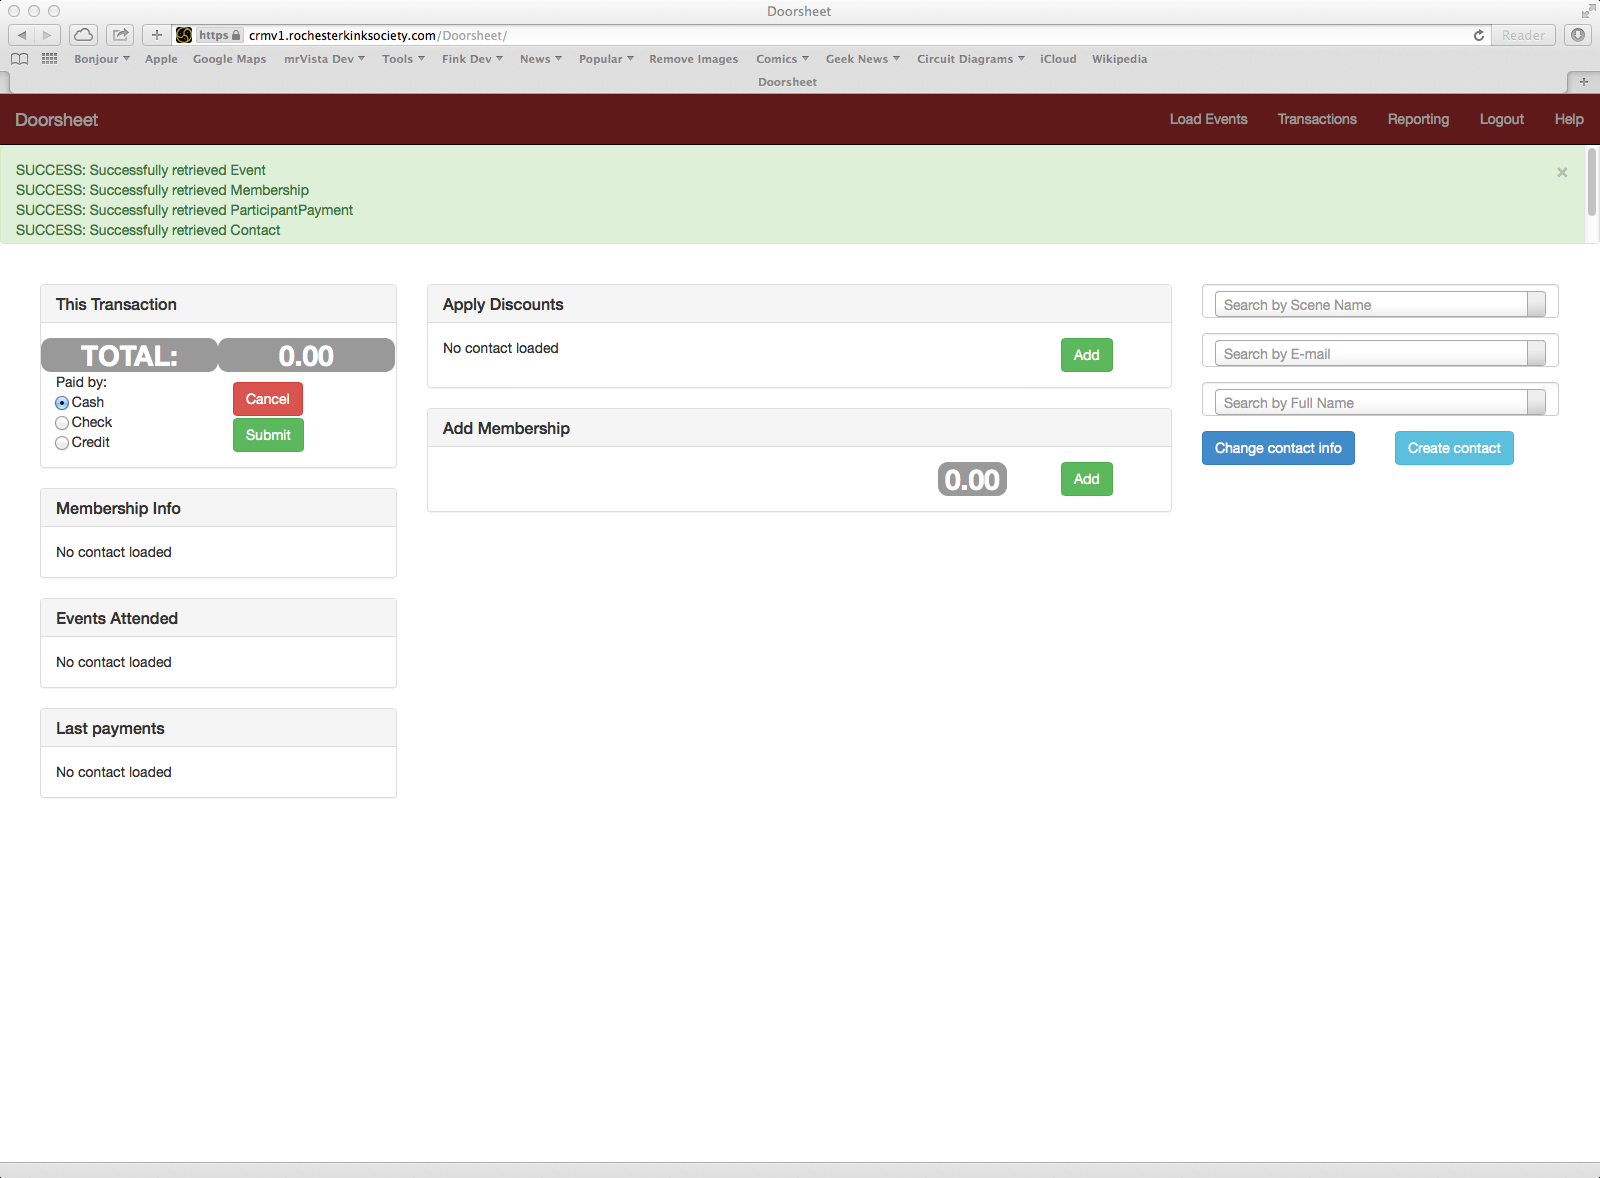 Doorsheet
https crmv1.rochesterkinksociety.com/Doorsheet/ Reader
Bonjour Apple Google Maps mrVista Dev Tools Fink Dev News Popular Remove Images Comics Geek News Circuit Diagrams iCloud Wikipedia
Doorsheet
Doorsheet Load Events Transactions Reporting Logout Help
SUCCESS: Successfully retrieved Event
SUCCESS: Successfully retrieved Membership
SUCCESS: Successfully retrieved ParticipantPayment
SUCCESS: Successfully retrieved Contact
This Transaction
TOTAL: 0.00
Paid by:
Cash
Check
Credit
Cancel
Submit
Membership Info
No contact loaded
Events Attended
No contact loaded
Last payments
No contact loaded
Apply Discounts
No contact loaded Add
Add Membership
0.00 Add
Search by Scene Name
Search by E-mail
Search by Full Name
Change contact info Create contact